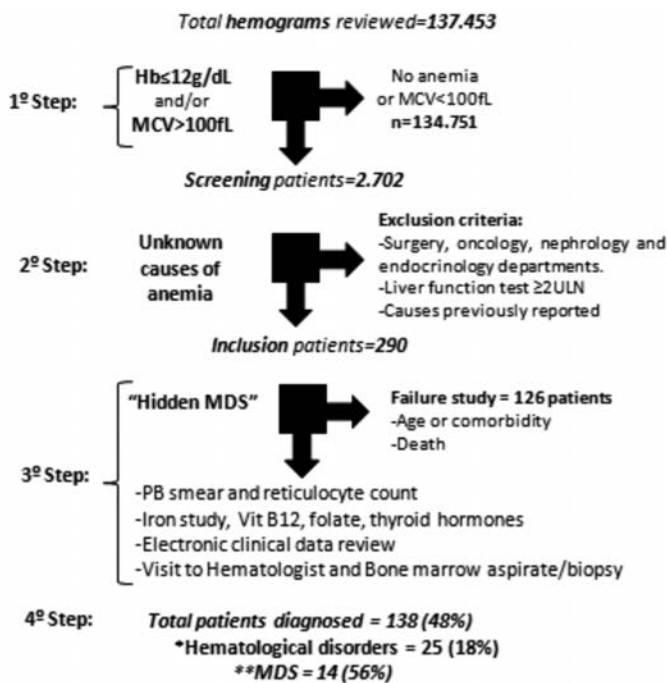 Total hemograms reviewed=137.453
1º Step:
Hb≤12g/dL
and/or
MCV>100fL
No anemia
or MCV<100fL
n=134.751
Screening patients=2.702
2º Step:
Unknown
causes of
anemia
Exclusion criteria:
-Surgery, oncology, nephrology and
endocrinology departments.
-Liver function test ≥2ULN
-Causes previously reported
Inclusion patients=290
3º Step:
“Hidden MDS”
Failure study = 126 patients
-Age or comorbidity
-Death
-PB smear and reticulocyte count
-Iron study, Vit B12, folate, thyroid hormones
-Electronic clinical data review
-Visit to Hematologist and Bone marrow aspirate/biopsy
4º Step:
Total patients diagnosed = 138 (48%)
*Hematological disorders = 25 (18%)
**MDS = 14 (56%)